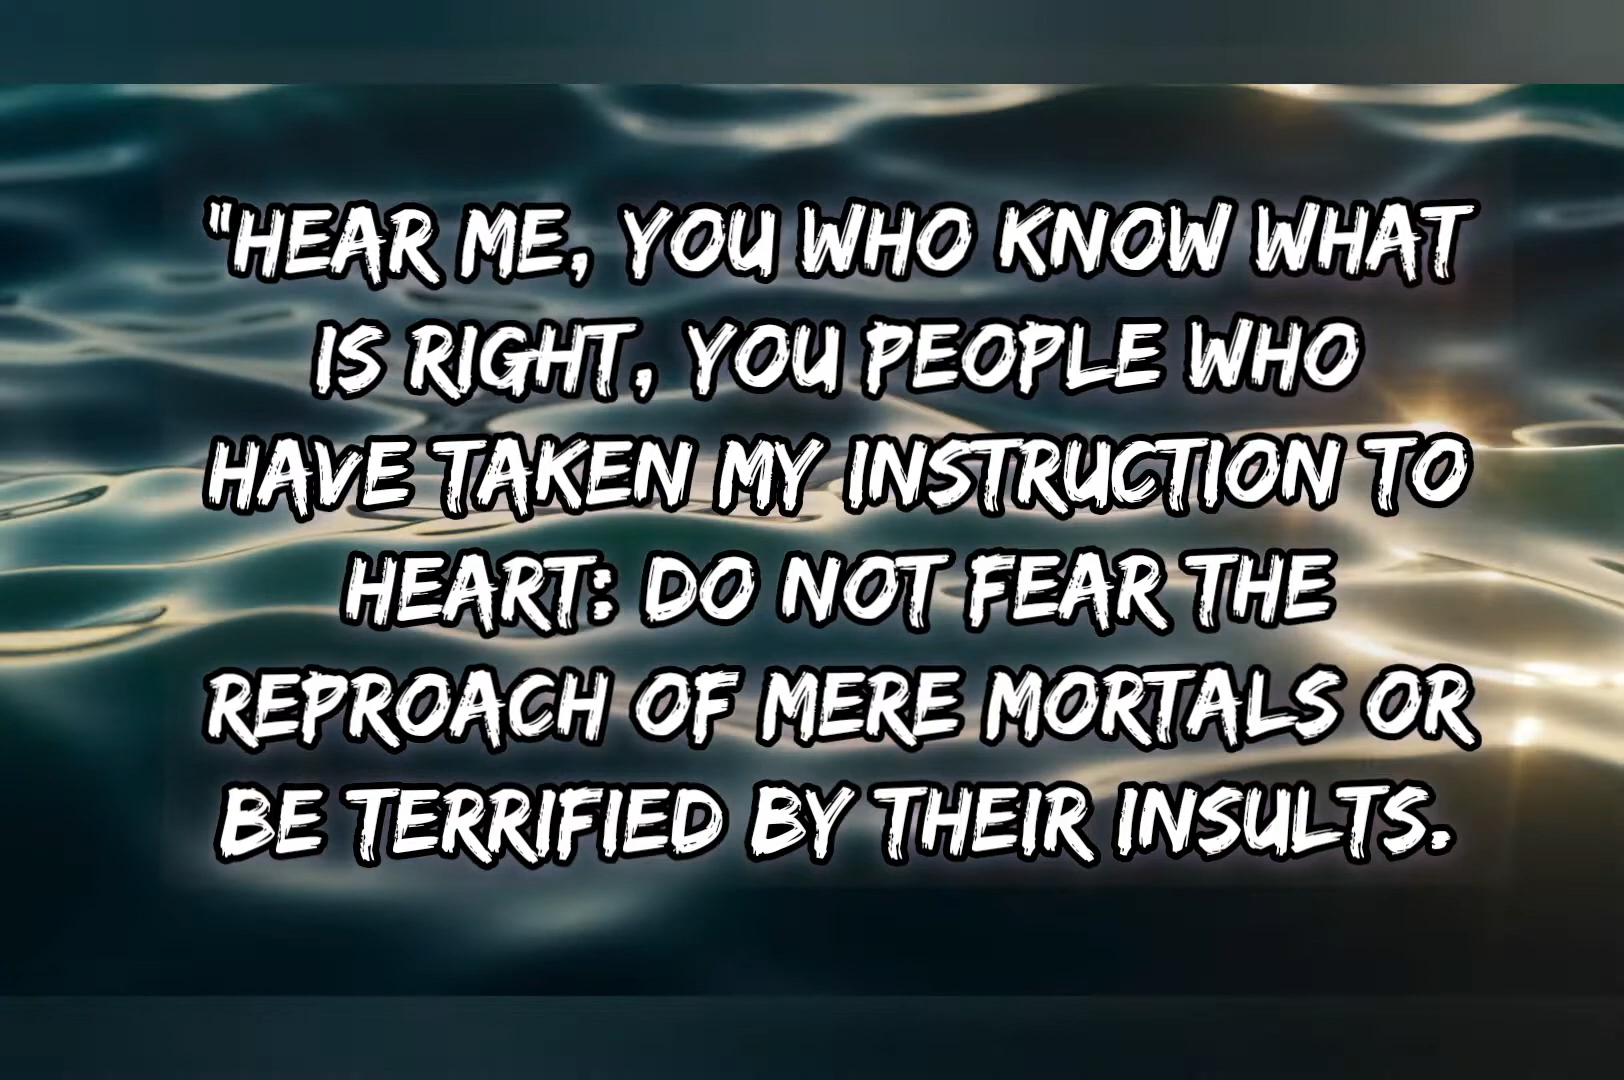 "HEAR ME, YOU WHO KNOW WHAT
IS RIGHT, YOU PEOPLE WHO
HAVE TAKEN MY INSTRUCTION TO
HEART: DO NOT FEAR THE
REPROACH OF MERE MORTALS OR
BE TERRIFIED BY THEIR INSULTS.